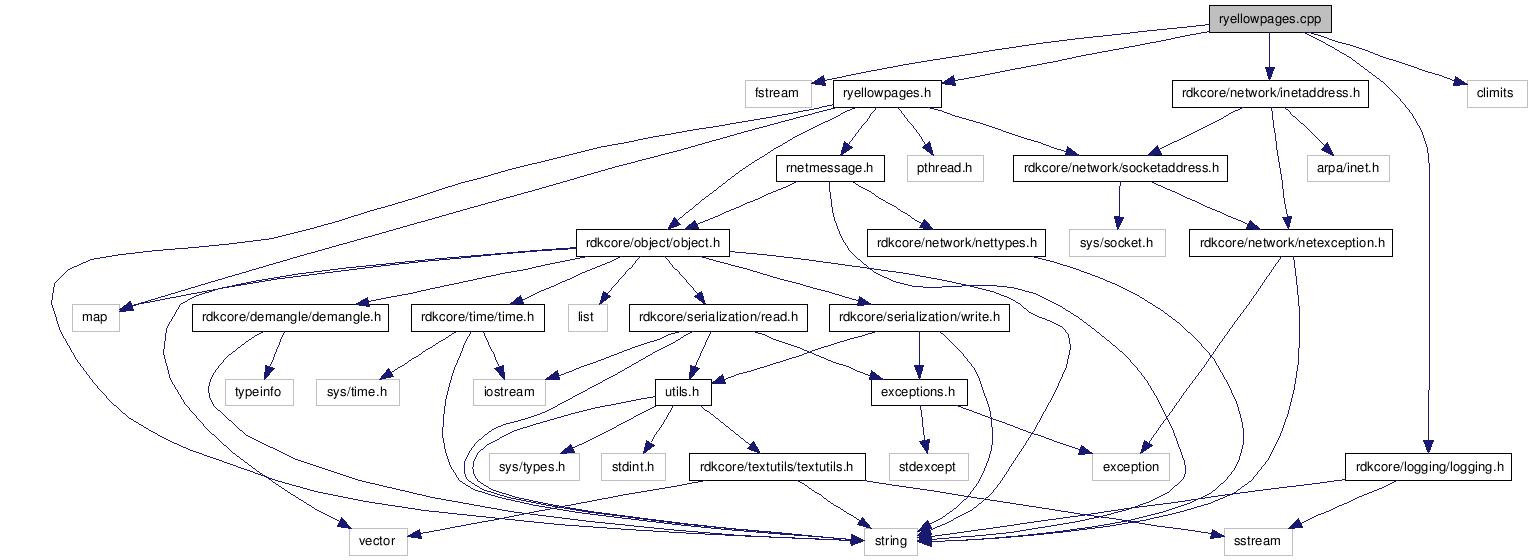 ryellowpages.cpp
fstream
ryellowpages.h
rdkcore/network/inetaddress.h
climits
rnetmessage.h
pthread.h
rdkcore/network/socketaddress.h
arpa/inet.h
rdkcore/object/object.h
rdkcore/network/nettypes.h
sys/socket.h
rdkcore/network/netexception.h
map
rdkcore/demangle/demangle.h
rdkcore/time/time.h
list
rdkcore/serialization/read.h
rdkcore/serialization/write.h
typeinfo
sys/time.h
iostream
utils.h
exceptions.h
sys/types.h
stdint.h
rdkcore/textutils/textutils.h
stdexcept
exception
rdkcore/logging/logging.h
vector
string
sstream